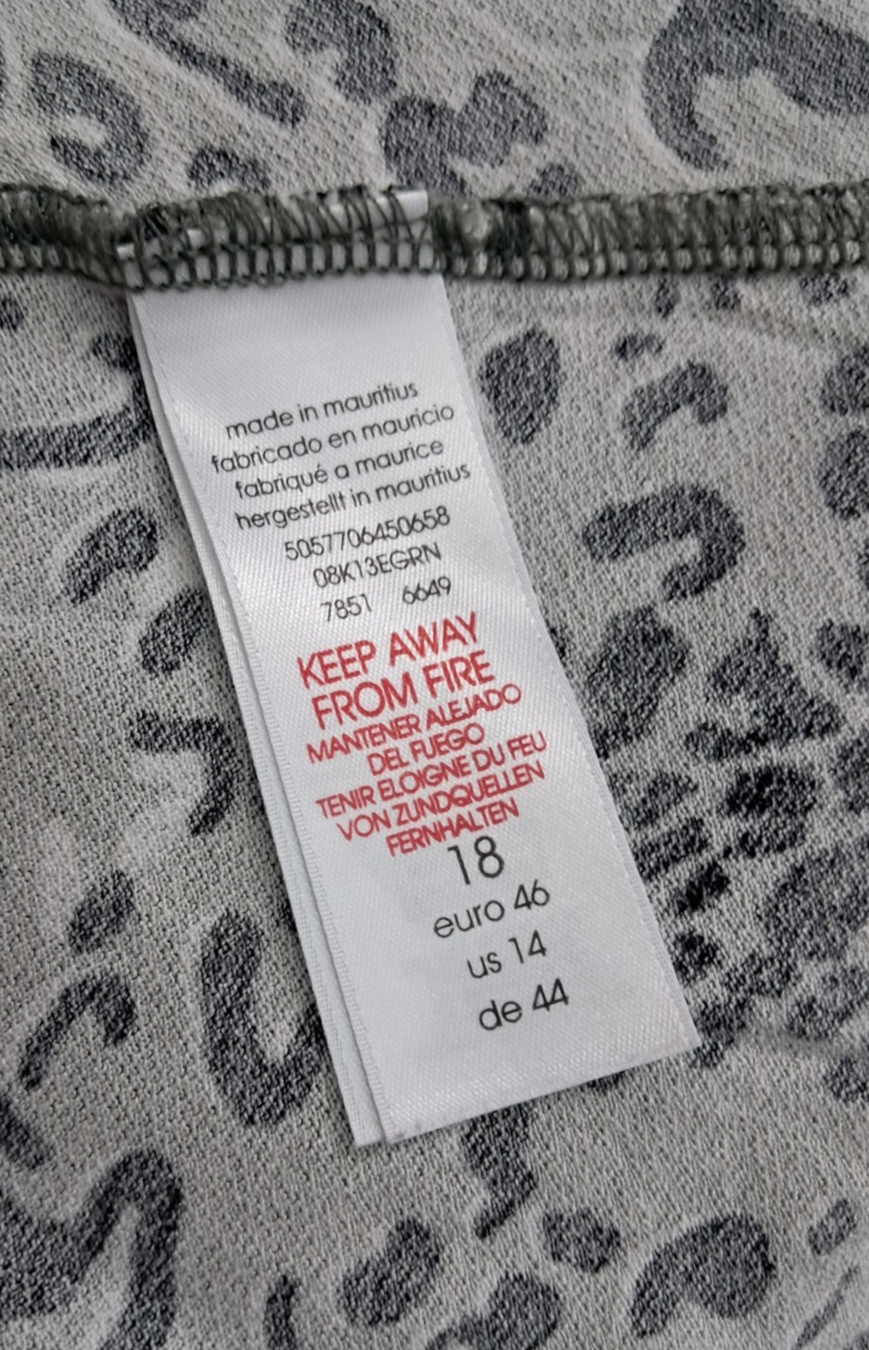 made in mauritius
fabricado en mauricio
fabriqué a maurice
hergestellt in mauritius
5057706450658
08K13EGRN
7851 6649
KEEP AWAY
FROM FIRE
MANTENER ALEJADO
DEL FUEGO
TENIR ELOIGNE DU FEU
VON ZUNDQUELLEN
FERNHALTEN
18
euro 46
us 14
de 44